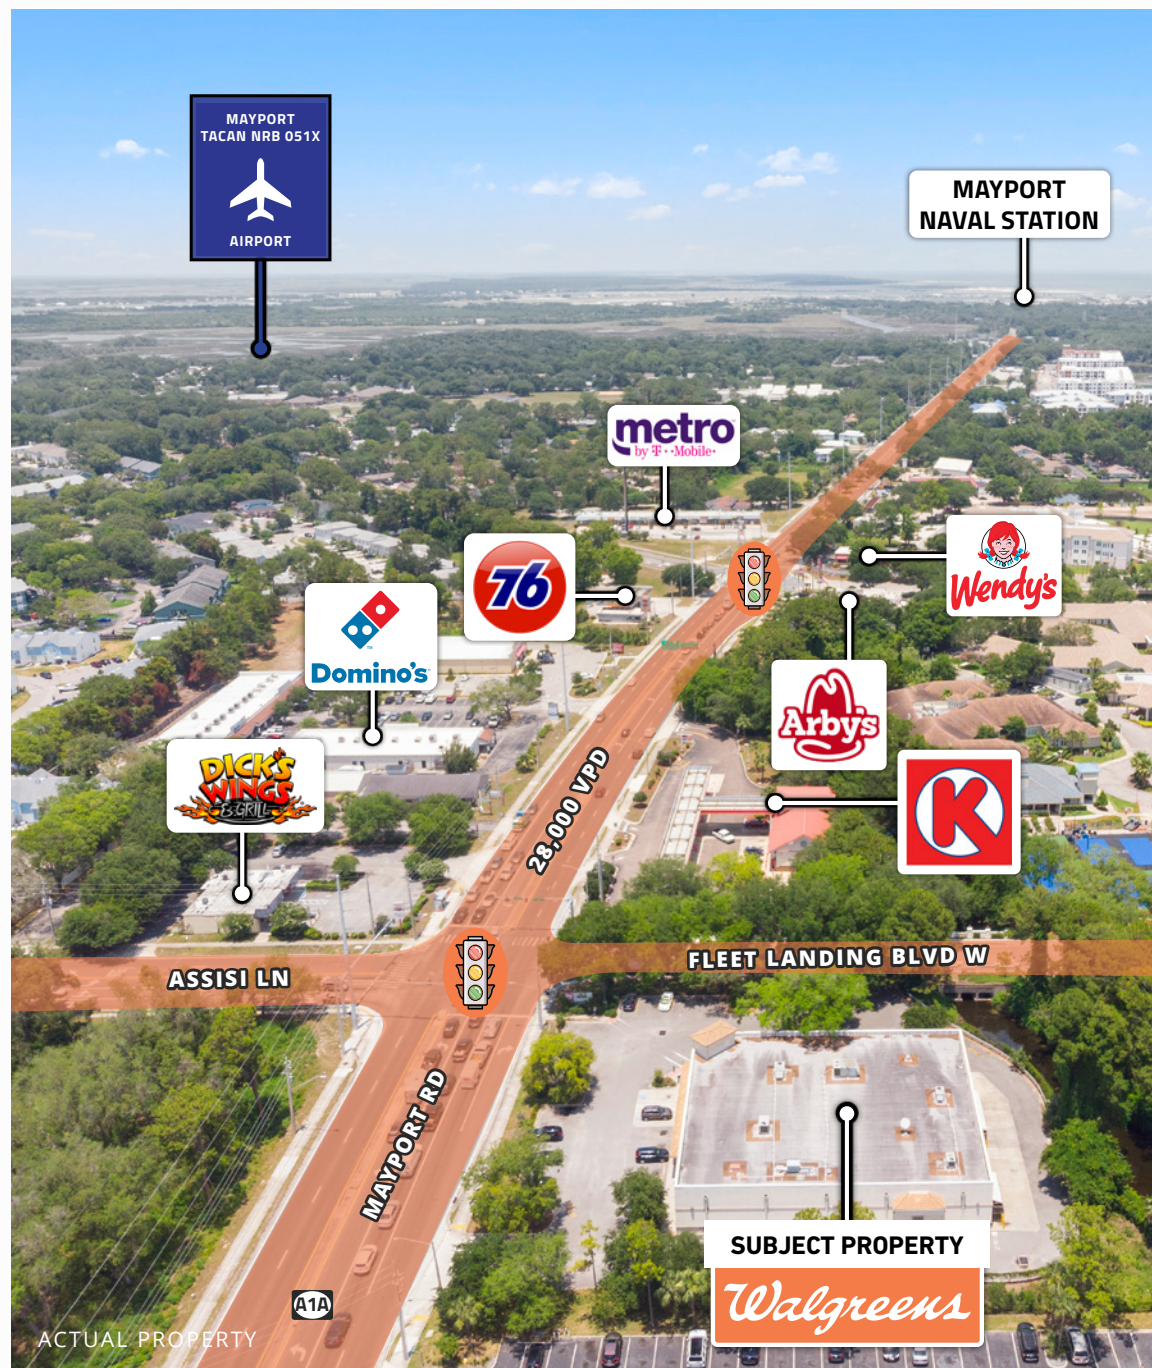 MAYPORT
TACAN NRB 051X
AIRPORT
MAYPORT
NAVAL STATION
metro
by T-Mobile
76
Wendy's
Domino's
Arby's
DICK'S
WINGS
& GRILL
K
28,000 VPD
ASSISI LN
FLEET LANDING BLVD W
MAYPORT RD
SUBJECT PROPERTY
Walgreens
A1A
ACTUAL PROPERTY